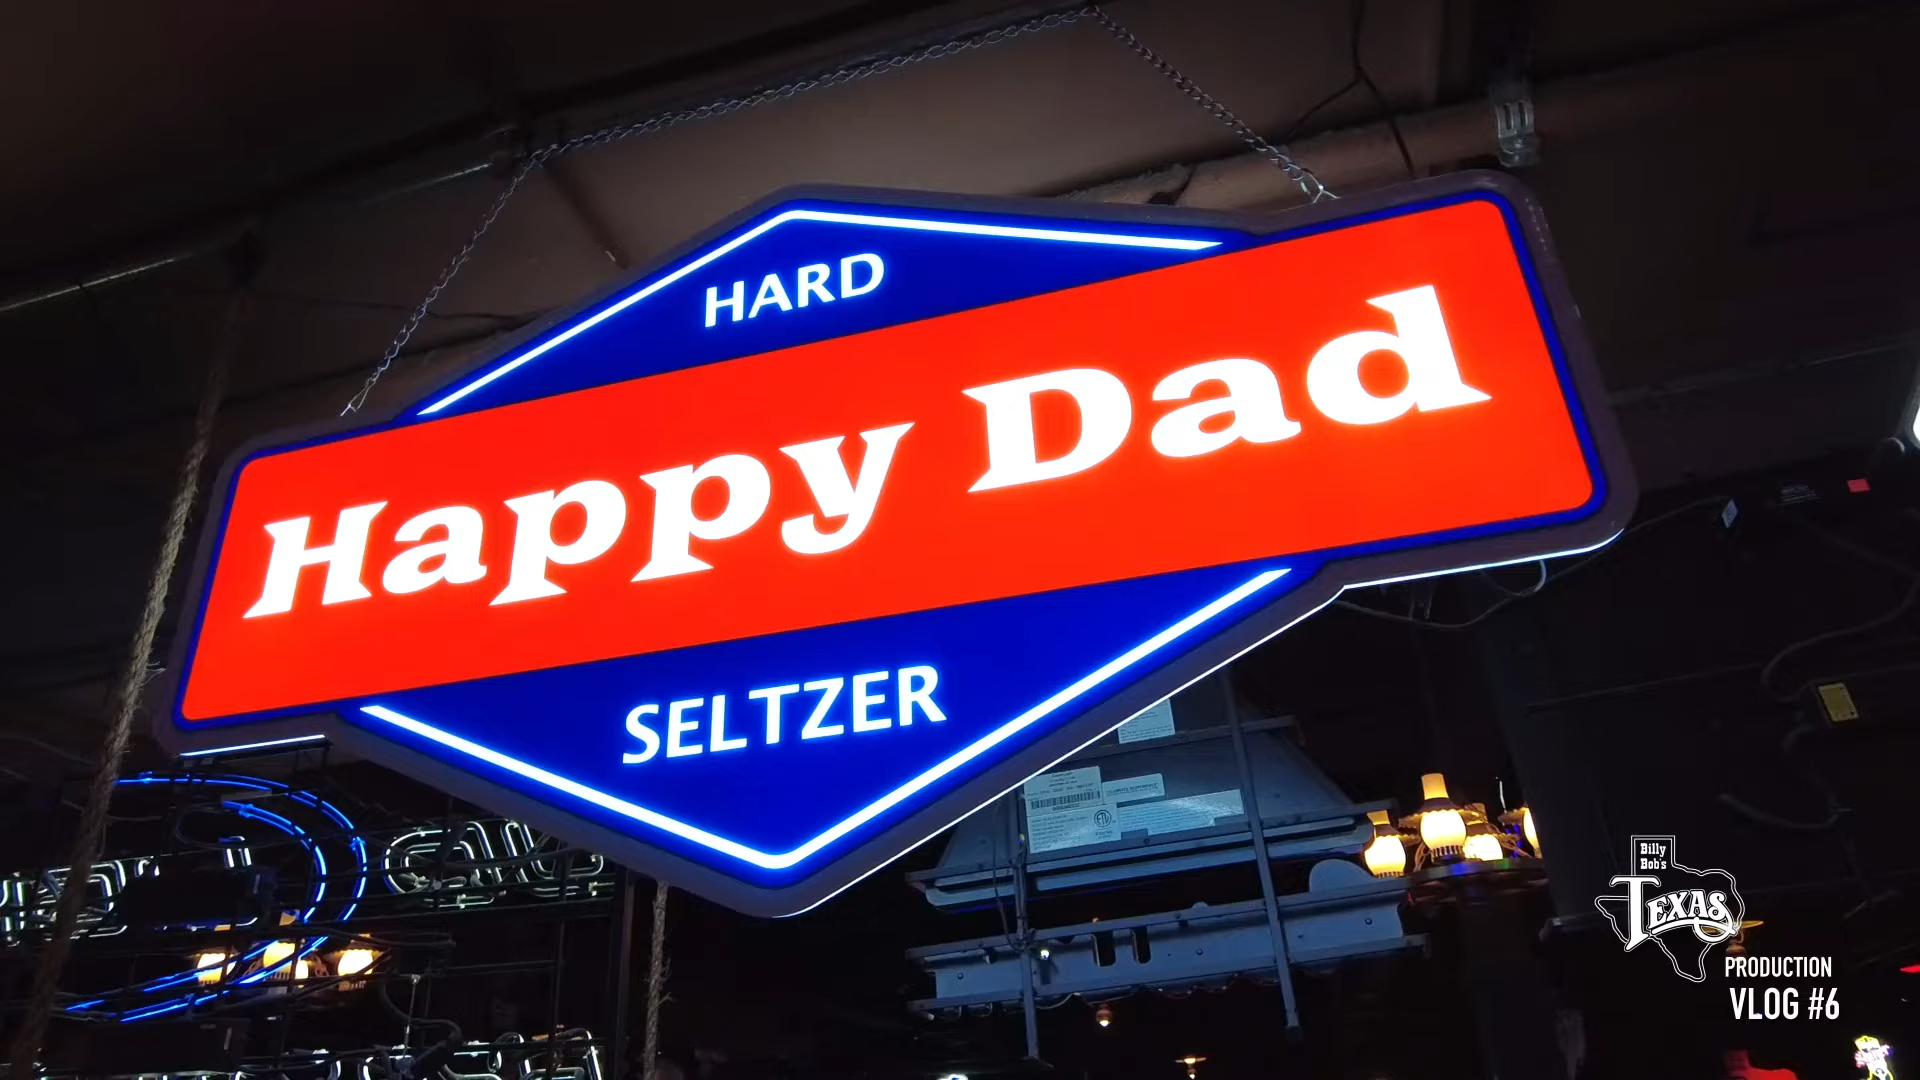 HARD
Happy Dad
SELTZER
Billy
Bob's
TEXAS
PRODUCTION
VLOG #6